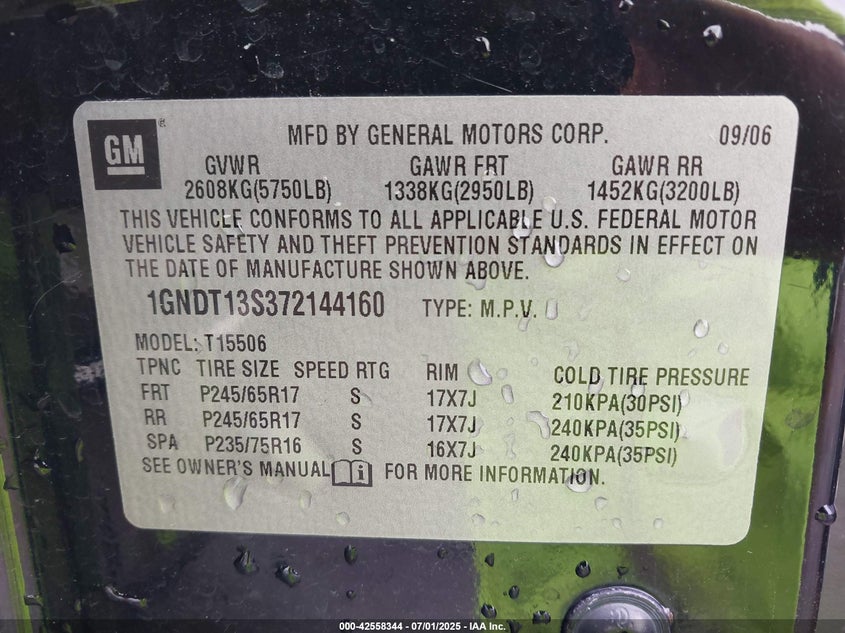 GM ® MFD BY GENERAL MOTORS CORP. 09/06
GVWR GAWR FRT GAWR RR
2608KG(5750LB) 1338KG(2950LB) 1452KG(3200LB)
THIS VEHICLE CONFORMS TO ALL APPLICABLE U.S. FEDERAL MOTOR
VEHICLE SAFETY AND THEFT PREVENTION STANDARDS IN EFFECT ON
THE DATE OF MANUFACTURE SHOWN ABOVE.
1GNDT13S372144160 TYPE: M.P.V.
MODEL: T15506
TPNC TIRE SIZE SPEED RTG RIM COLD TIRE PRESSURE
FRT P245/65R17 S 17X7J 210KPA(30PSI)
RR P245/65R17 S 17X7J 240KPA(35PSI)
SPA P235/75R16 S 16X7J 240KPA(35PSI)
SEE OWNER'S MANUAL i FOR MORE INFORMATION.
000-42558344 / 07/01/2025 - IAA Inc.